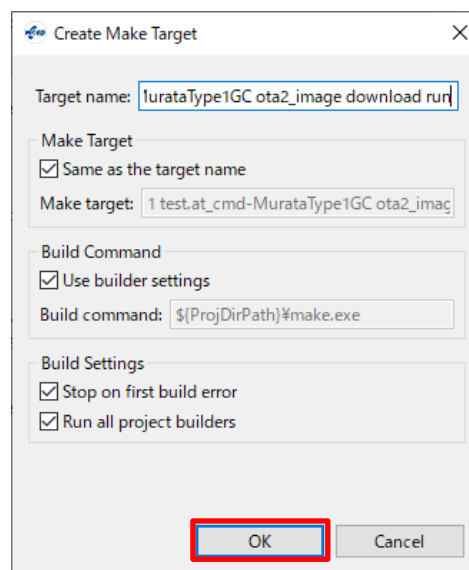 Create Make Target
Target name: MurataType1GC ota2_image download run
Make Target
Same as the target name
Make target: 1 test.at_cmd-MurataType1GC ota2_imag
Build Command
Use builder settings
Build command: ${ProjDirPath}¥make.exe
Build Settings
Stop on first build error
Run all project builders
OK Cancel